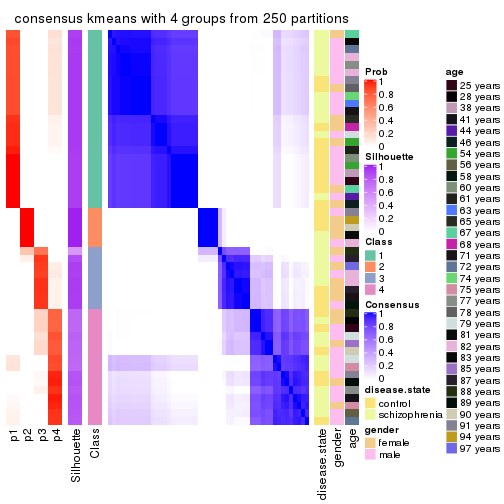 consensus kmeans with 4 groups from 250 partitions
p1
p2
p3
p4
Silhouette
Class
disease.state
gender
age
Prob
1
0.8
0.6
0.4
0.2
0
Silhouette
1
0.8
0.6
0.4
0.2
0
Class
1
2
3
4
Consensus
1
0.8
0.6
0.4
0.2
0
disease.state
control
schizophrenia
gender
female
male
age
25 years
28 years
38 years
41 years
44 years
46 years
54 years
56 years
58 years
60 years
61 years
63 years
65 years
67 years
68 years
71 years
72 years
74 years
75 years
77 years
78 years
79 years
81 years
82 years
83 years
85 years
87 years
88 years
89 years
90 years
91 years
94 years
97 years